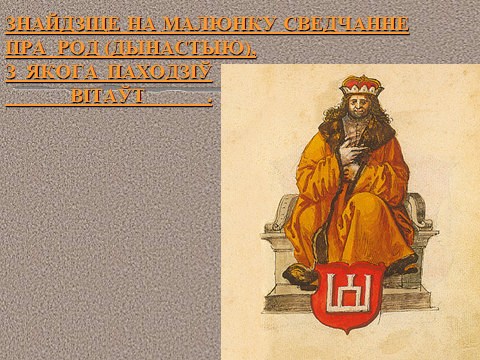 ЗНАЙДЗІЦЕ НА МАЛЮНКУ СВЕДЧАННЕ
ПРА РОД (ДЫНАСТЫЮ),
З ЯКОГА ПАХОДЗІЎ
ВІТАЎТ.